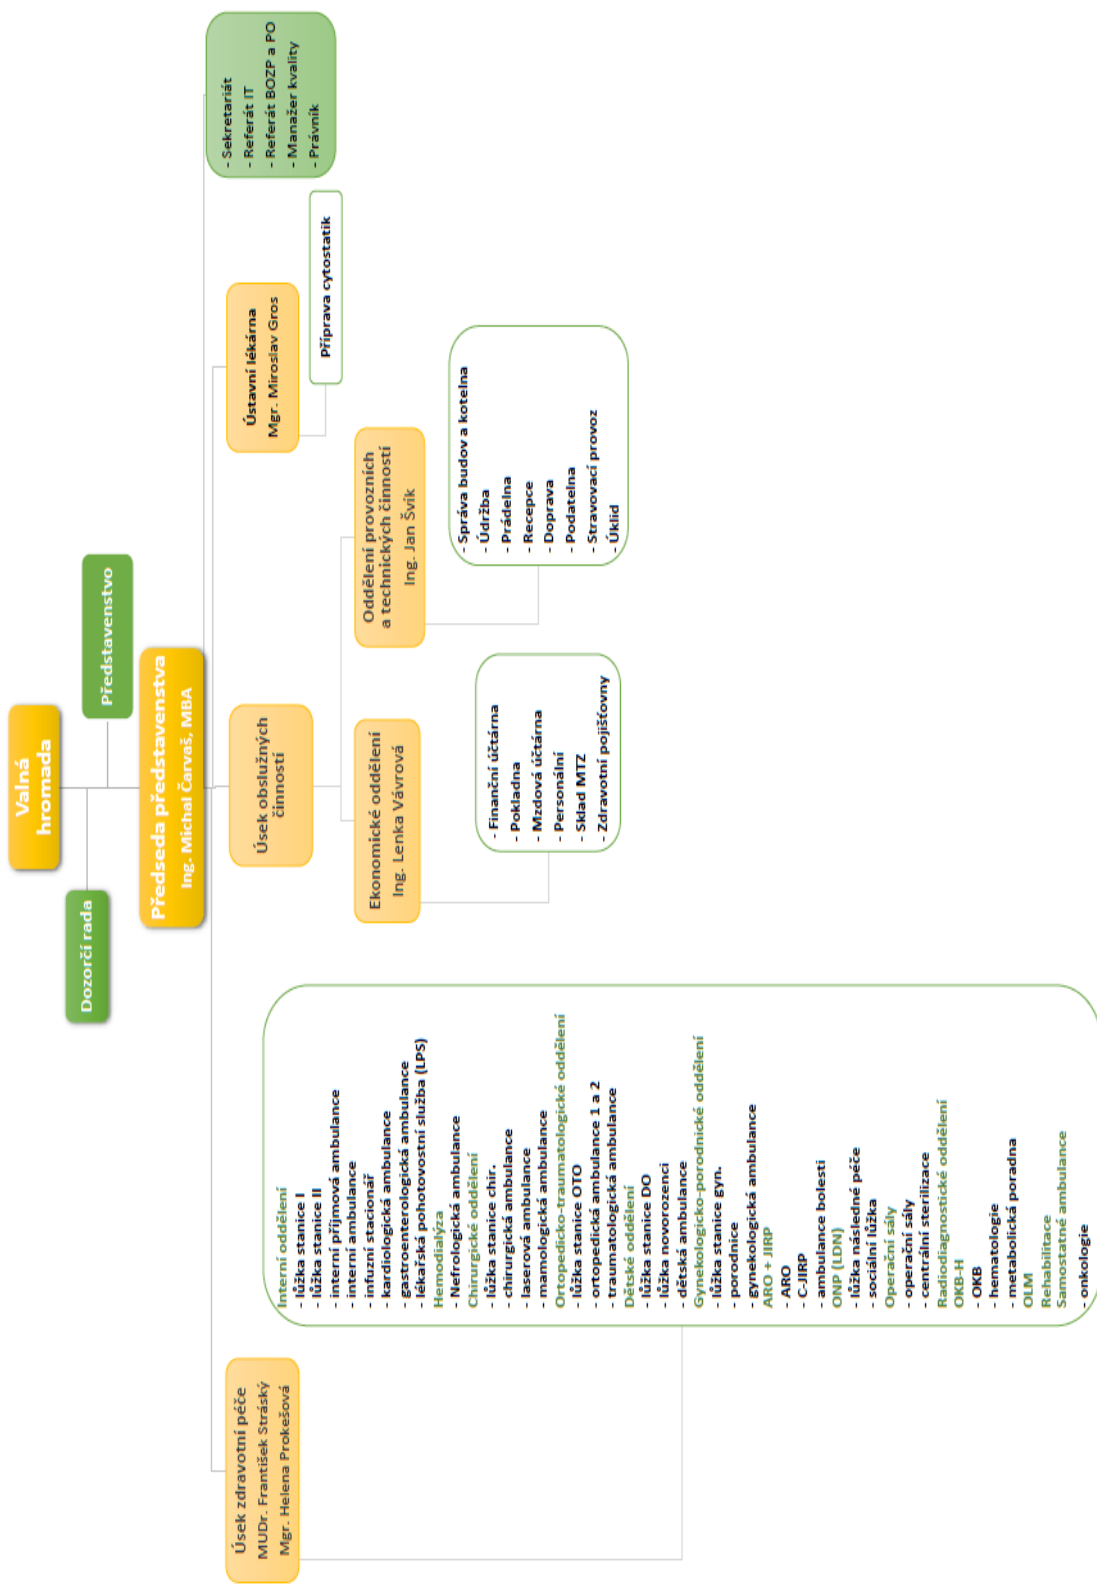 Valná
hromada
Dozorčí rada
Představenstvo
Předseda představenstva
Ing. Michal Čarvaš, MBA
- Sekretariát
- Referát IT
- Referát BOZP a PO
- Manažer kvality
- Právník
Úsek zdravotní péče
MUDr. František Stráský
Mgr. Helena Prokešová
Úsek obslužných
činností
Ústavní lékárna
Mgr. Miroslav Gros
Příprava cytostatik
Ekonomické oddělení
Ing. Lenka Vávrová
Oddělení provozních
a technických činností
Ing. Jan Švík
- Finanční účtárna
- Pokladna
- Mzdová účtárna
- Personální
- Sklad MTZ
- Zdravotní pojišťovny
- Správa budov a kotelna
- Údržba
- Prádelna
- Recepce
- Doprava
- Podatelna
- Stravovací provoz
- Úklid
Interní oddělení
- lůžka stanice I
- lůžka stanice II
- interní příjmová ambulance
- interní ambulance
- infuzní stacionář
- kardiologická ambulance
- gastroenterologická ambulance
- lékařská pohotovostní služba (LPS)
Hemodialýza
- Nefrologická ambulance
Chirurgické oddělení
- lůžka stanice chir.
- chirurgická ambulance
- laserová ambulance
- mamologická ambulance
Ortopedicko-traumatologické oddělení
- lůžka stanice OTO
- ortopedická ambulance 1 a 2
- traumatologická ambulance
Dětské oddělení
- lůžka stanice DO
- lůžka novorozenci
- dětská ambulance
Gynekologicko-porodnické oddělení
- lůžka stanice gyn.
- porodnice
- gynekologická ambulance
ARO + JIRP
- ARO
- C-JIRP
- ambulance bolesti
ONP (LDN)
- lůžka následné péče
- sociální lůžka
Operační sály
- operační sály
- centrální sterilizace
Radiodiagnostické oddělení
OKB-H
- OKB
- hematologie
- metabolická poradna
OLM
Rehabilitace
Samostatné ambulance
- onkologie